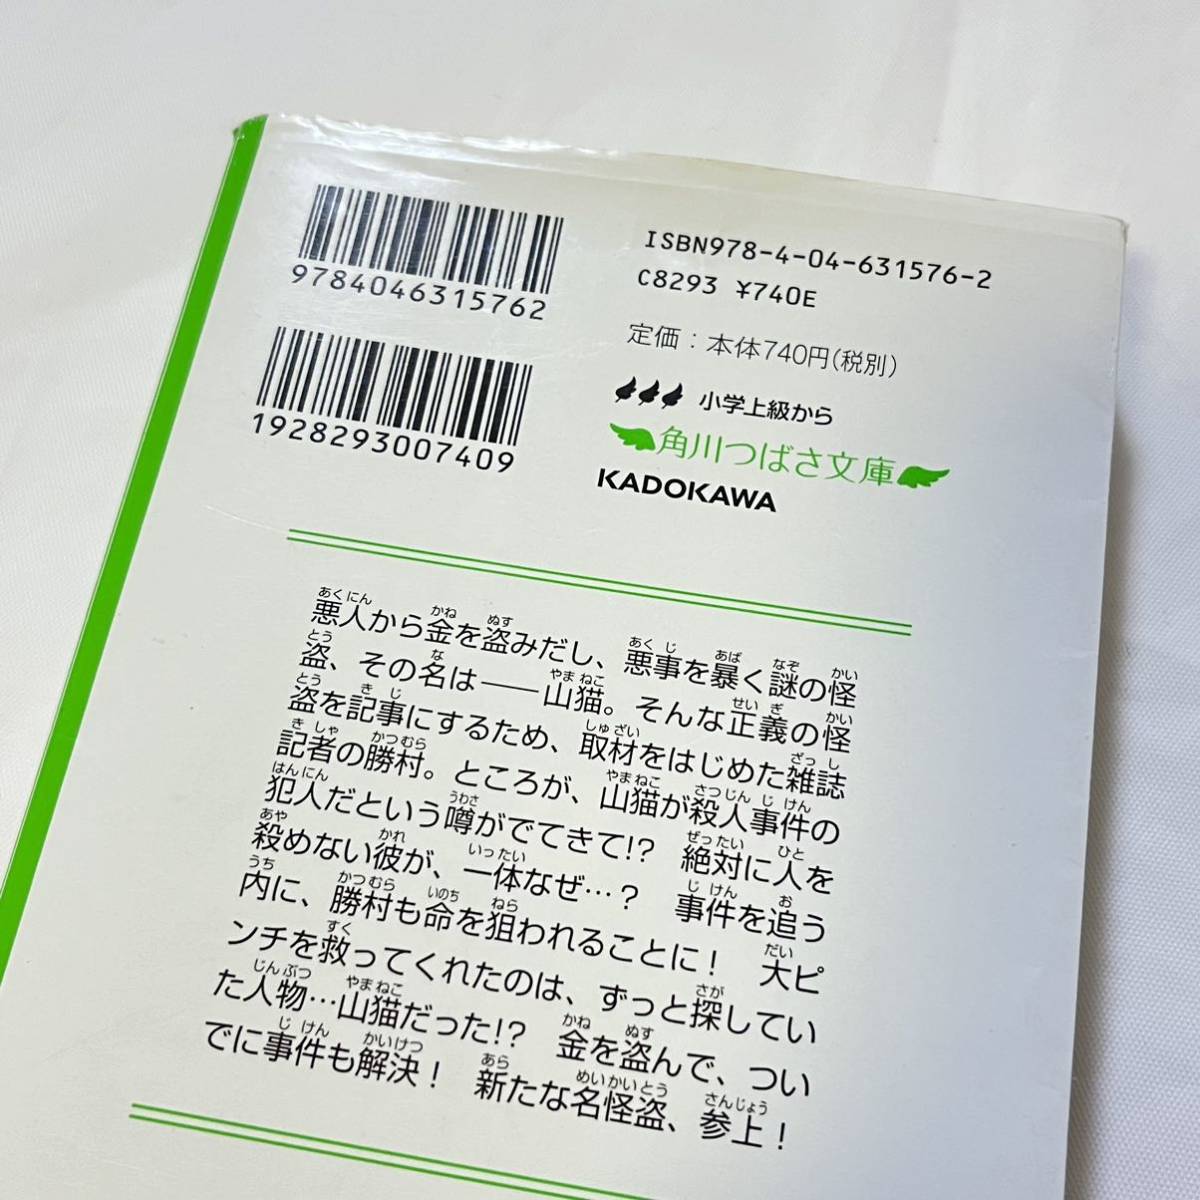 9784046315762
1928293007409
ISBN978-4-04-631576-2
C8293 ¥740E
定価：本体740円(税別)
小学上級から
角川つばさ文庫
KADOKAWA
悪人から金を盗みだし、悪事を暴く謎の怪
盗、その名は――山猫。そんな正義の怪
盗を記事にするため、取材をはじめた雑誌
記者の勝村。ところが、山猫が殺人事件の
犯人だという噂がでてきて!?　絶対に人を
殺めない彼が、一体なぜ…？　事件を追う
内に、勝村も命を狙われることに！　大ピ
ンチを救ってくれたのは、ずっと探してい
た人物…山猫だった!?　金を盗んで、つい
でに事件も解決！　新たな名怪盗、参上！